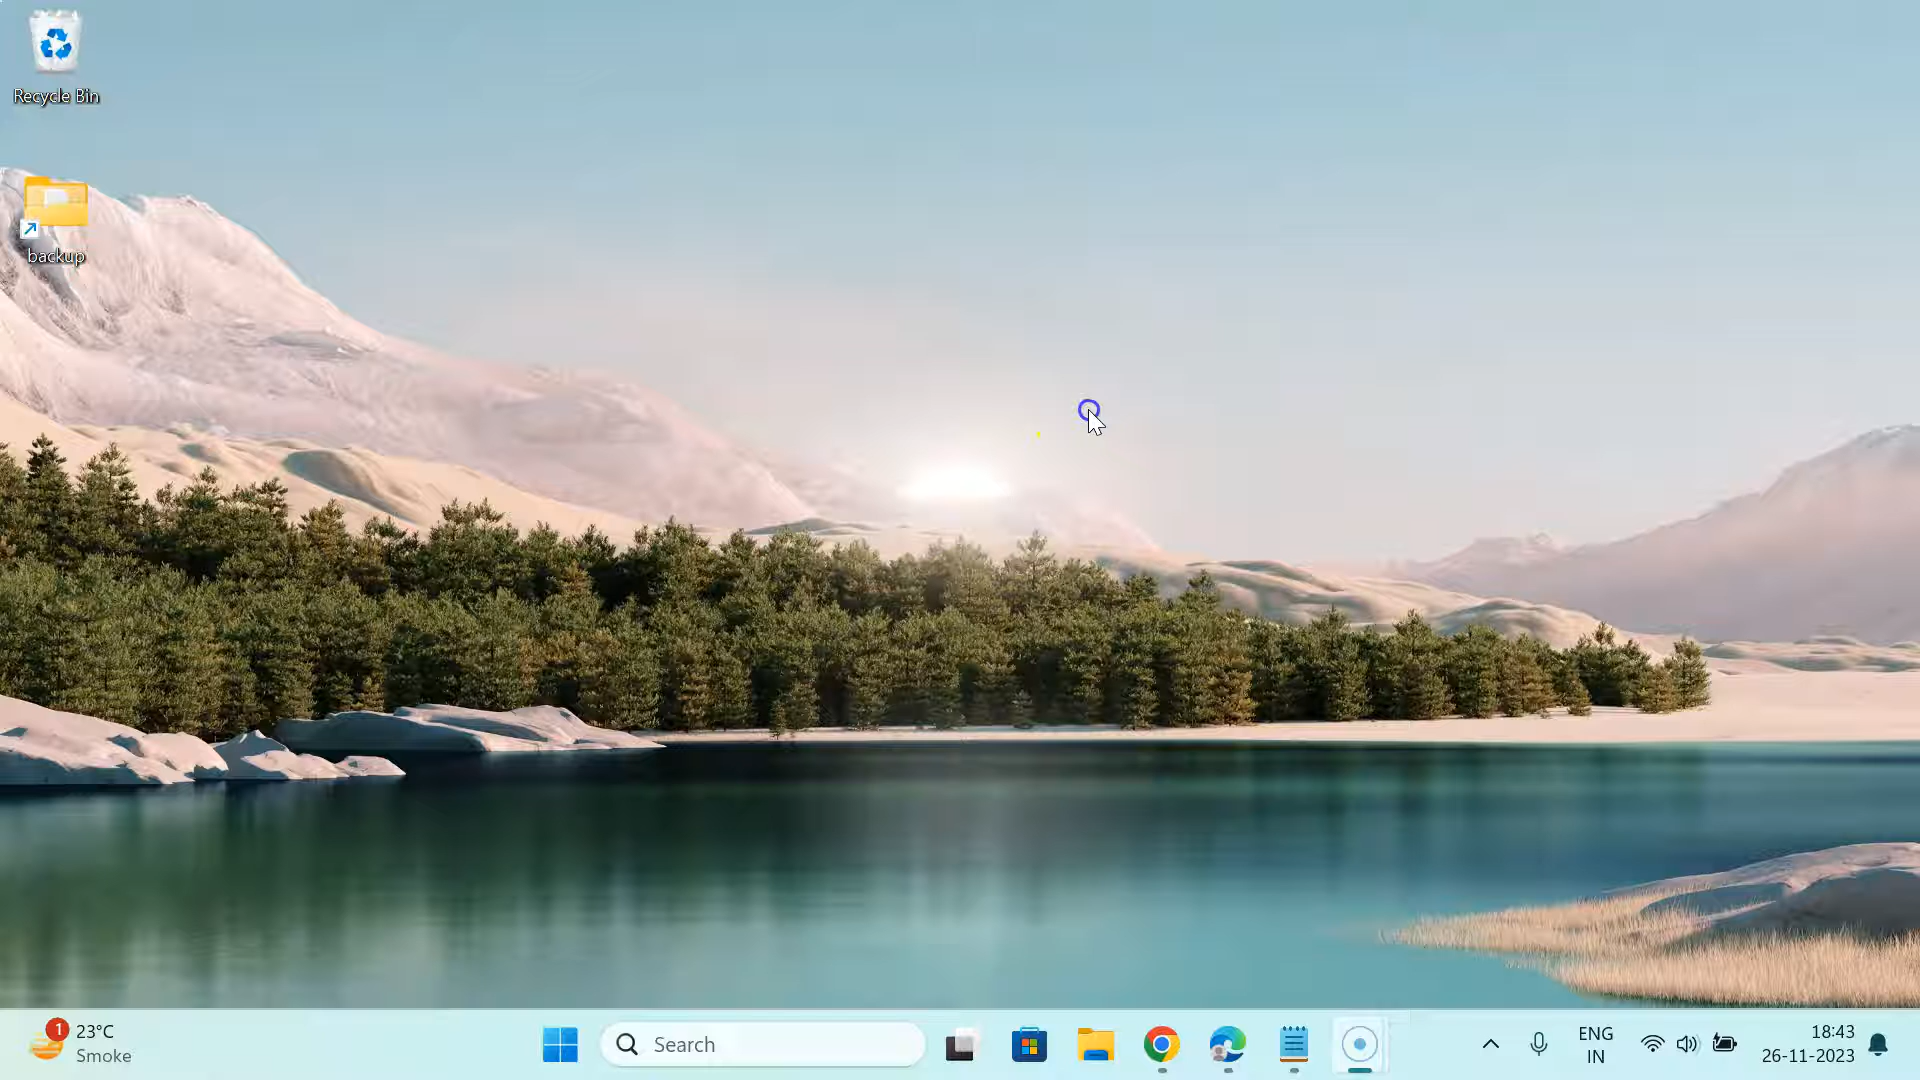 Recycle Bin
backup
1
23°C
Smoke
Search
ENG
IN
18:43
26-11-2023